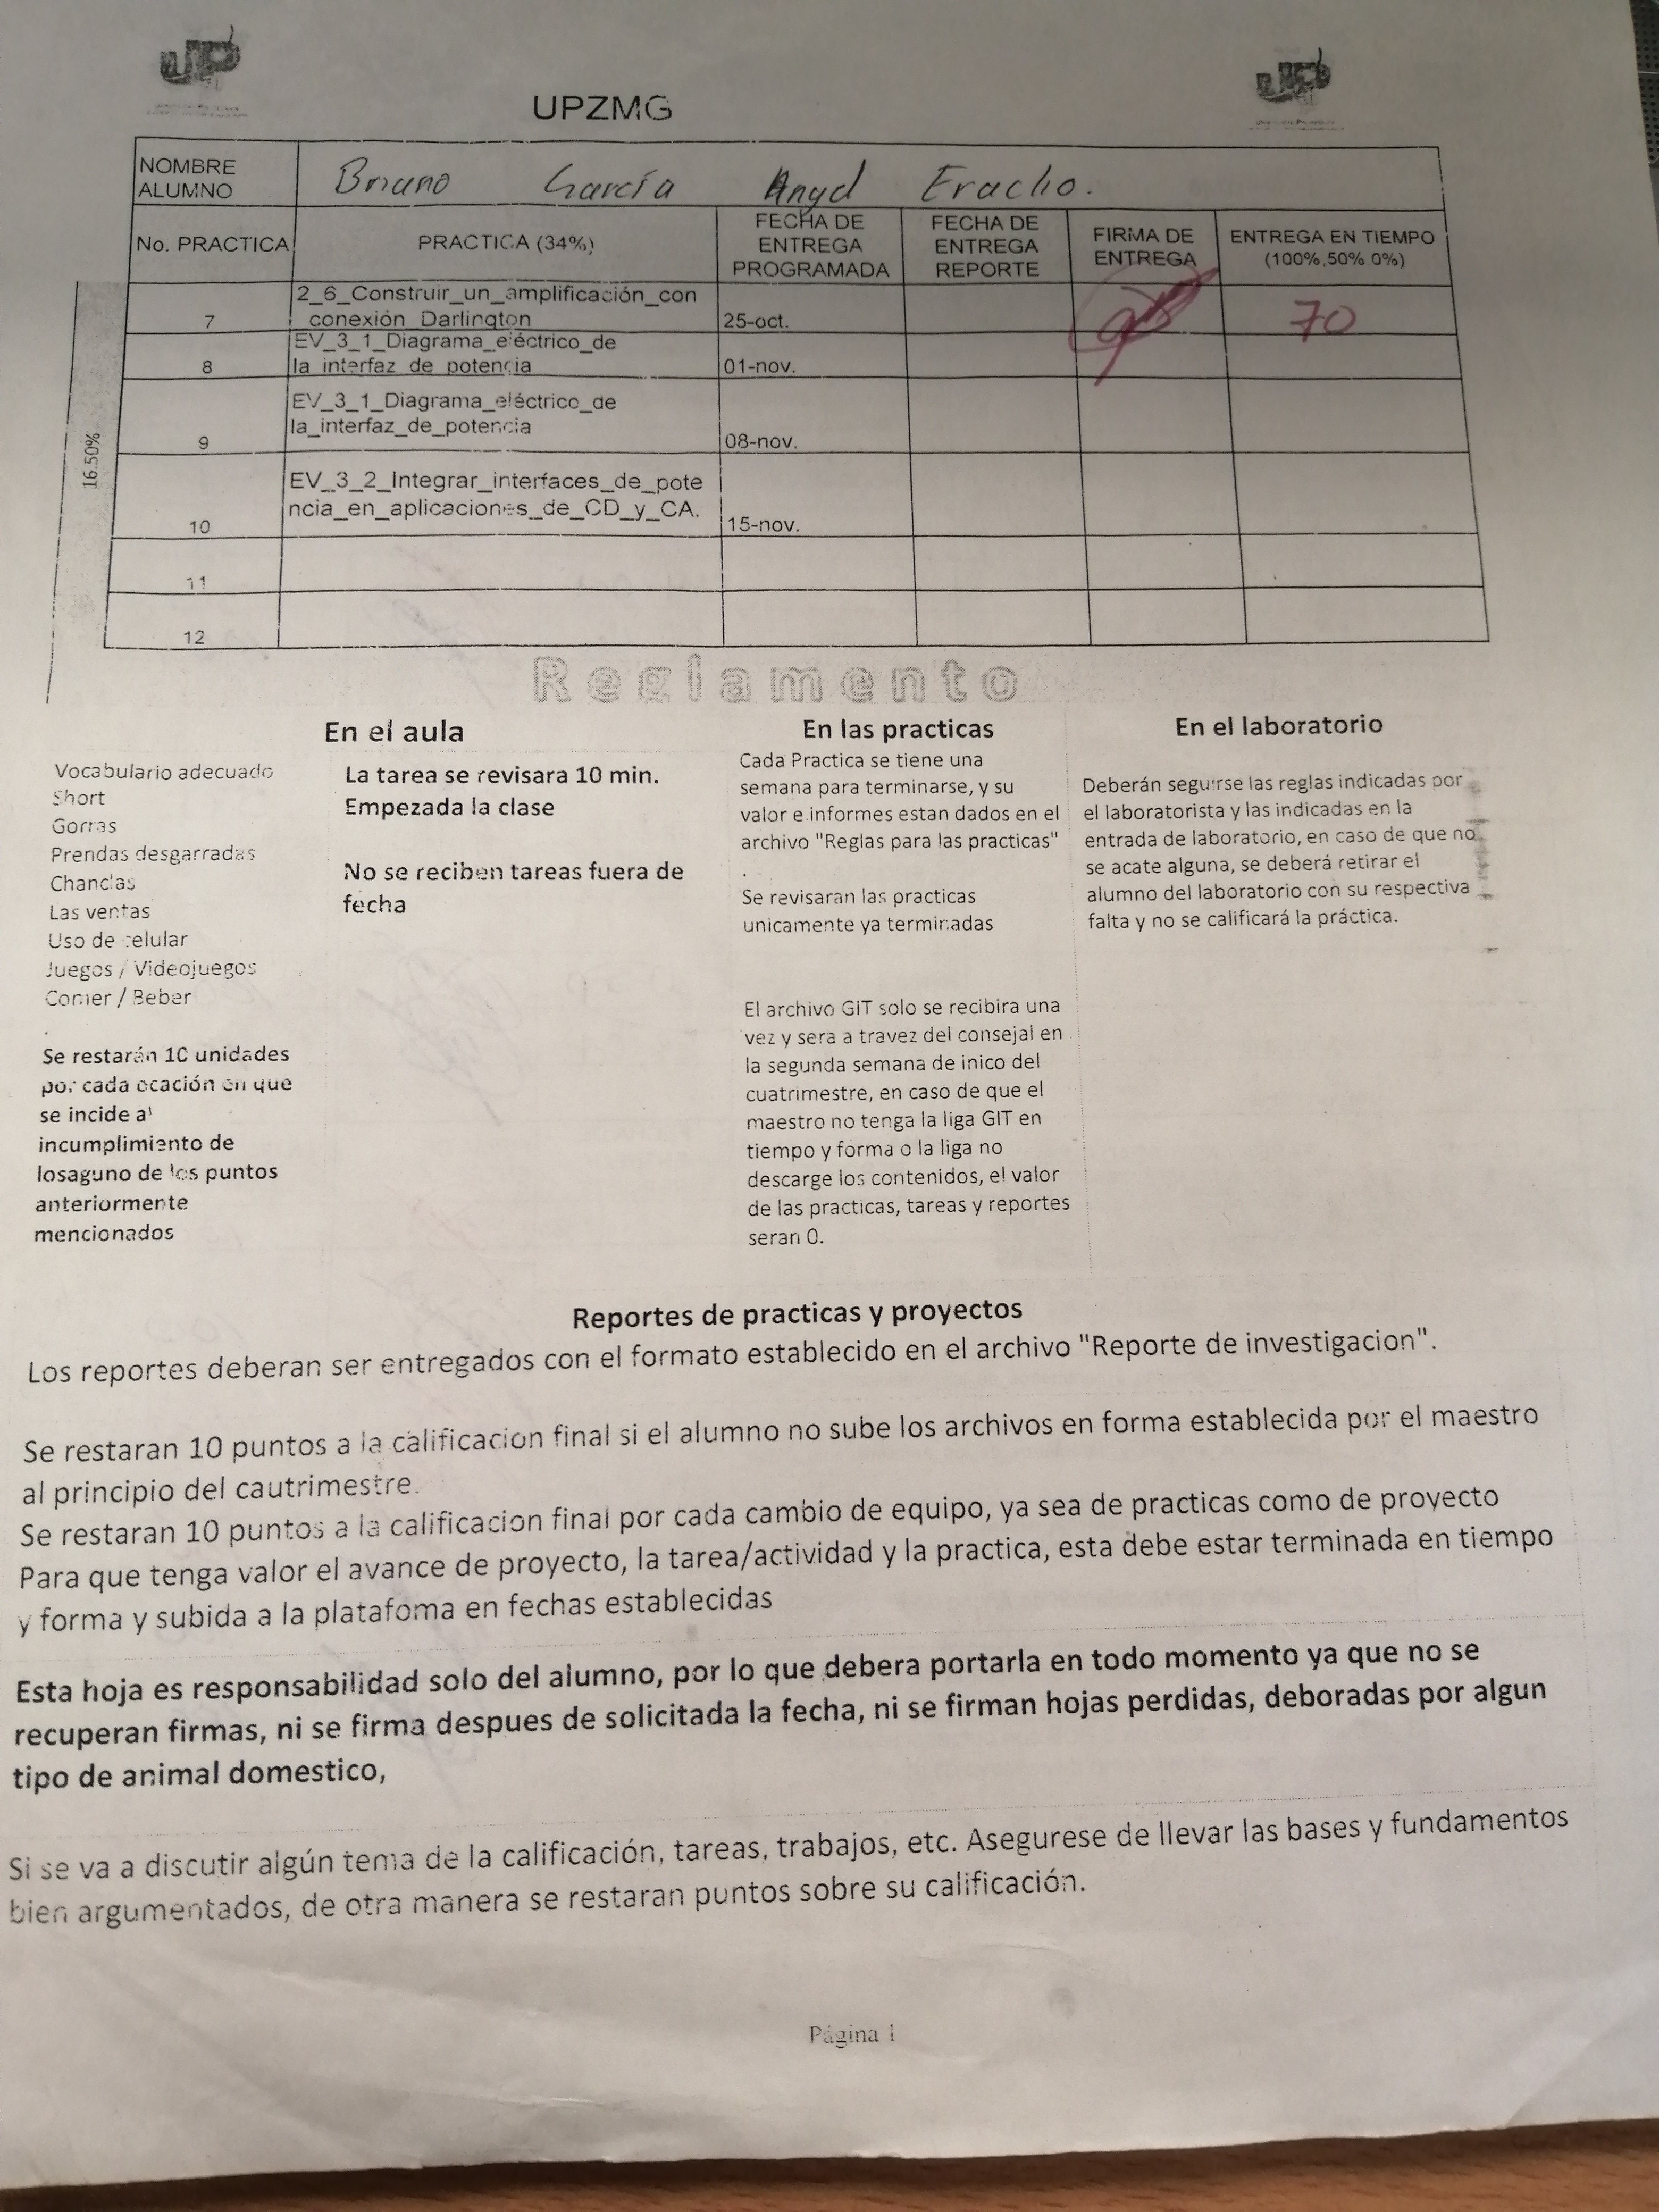 UP
UP
UPZMG
NOMBRE
ALUMNO
Briano García Anyd Eracho.
No. PRACTICA
PRACTICA (34%)
FECHA DE
ENTREGA
PROGRAMADA
FECHA DE
ENTREGA
REPORTE
FIRMA DE
ENTREGA
ENTREGA EN TIEMPO
(100%,50% 0%)
16.50%
7
2_6_Construir_un_amplificación_con
_conexión_Darlington
25-oct.
70
8
EV_3_1_Diagrama_eléctrico_de
la_interfaz_de_potencia
01-nov.
9
EV_3_1_Diagrama_eléctrico_de
la_interfaz_de_potencia
08-nov.
10
EV_3_2_Integrar_interfaces_de_pote
ncia_en_aplicaciones_de_CD_y_CA.
15-nov.
11
12
Reglamento
En el aula
Vocabulario adecuado
Short
Gorras
Prendas desgarradas
Chanclas
Las ventas
Uso de celular
Juegos / Videojuegos
Comer / Beber
.
Se restarán 10 unidades
por cada ocación en que
se incide al
incumplimiento de
losaguno de los puntos
anteriormente
mencionados
La tarea se revisara 10 min.
Empezada la clase
No se reciben tareas fuera de
fecha
En las practicas
Cada Practica se tiene una
semana para terminarse, y su
valor e informes estan dados en el
archivo "Reglas para las practicas"
.
Se revisaran las practicas
unicamente ya terminadas
El archivo GIT solo se recibira una
vez y sera a travez del consejal en
la segunda semana de inico del
cuatrimestre, en caso de que el
maestro no tenga la liga GIT en
tiempo y forma o la liga no
descarge los contenidos, el valor
de las practicas, tareas y reportes
seran 0.
En el laboratorio
Deberán seguirse las reglas indicadas por
el laboratorista y las indicadas en la
entrada de laboratorio, en caso de que no
se acate alguna, se deberá retirar el
alumno del laboratorio con su respectiva
falta y no se calificará la práctica.
Reportes de practicas y proyectos
Los reportes deberan ser entregados con el formato establecido en el archivo "Reporte de investigacion".
Se restaran 10 puntos a la calificacion final si el alumno no sube los archivos en forma establecida por el maestro
al principio del cautrimestre.
Se restaran 10 puntos a la calificacion final por cada cambio de equipo, ya sea de practicas como de proyecto
Para que tenga valor el avance de proyecto, la tarea/actividad y la practica, esta debe estar terminada en tiempo
y forma y subida a la platafoma en fechas establecidas
Esta hoja es responsabilidad solo del alumno, por lo que debera portarla en todo momento ya que no se
recuperan firmas, ni se firma despues de solicitada la fecha, ni se firman hojas perdidas, deboradas por algun
tipo de animal domestico,
Si se va a discutir algún tema de la calificación, tareas, trabajos, etc. Asegurese de llevar las bases y fundamentos
bien argumentados, de otra manera se restaran puntos sobre su calificación.
Página 1